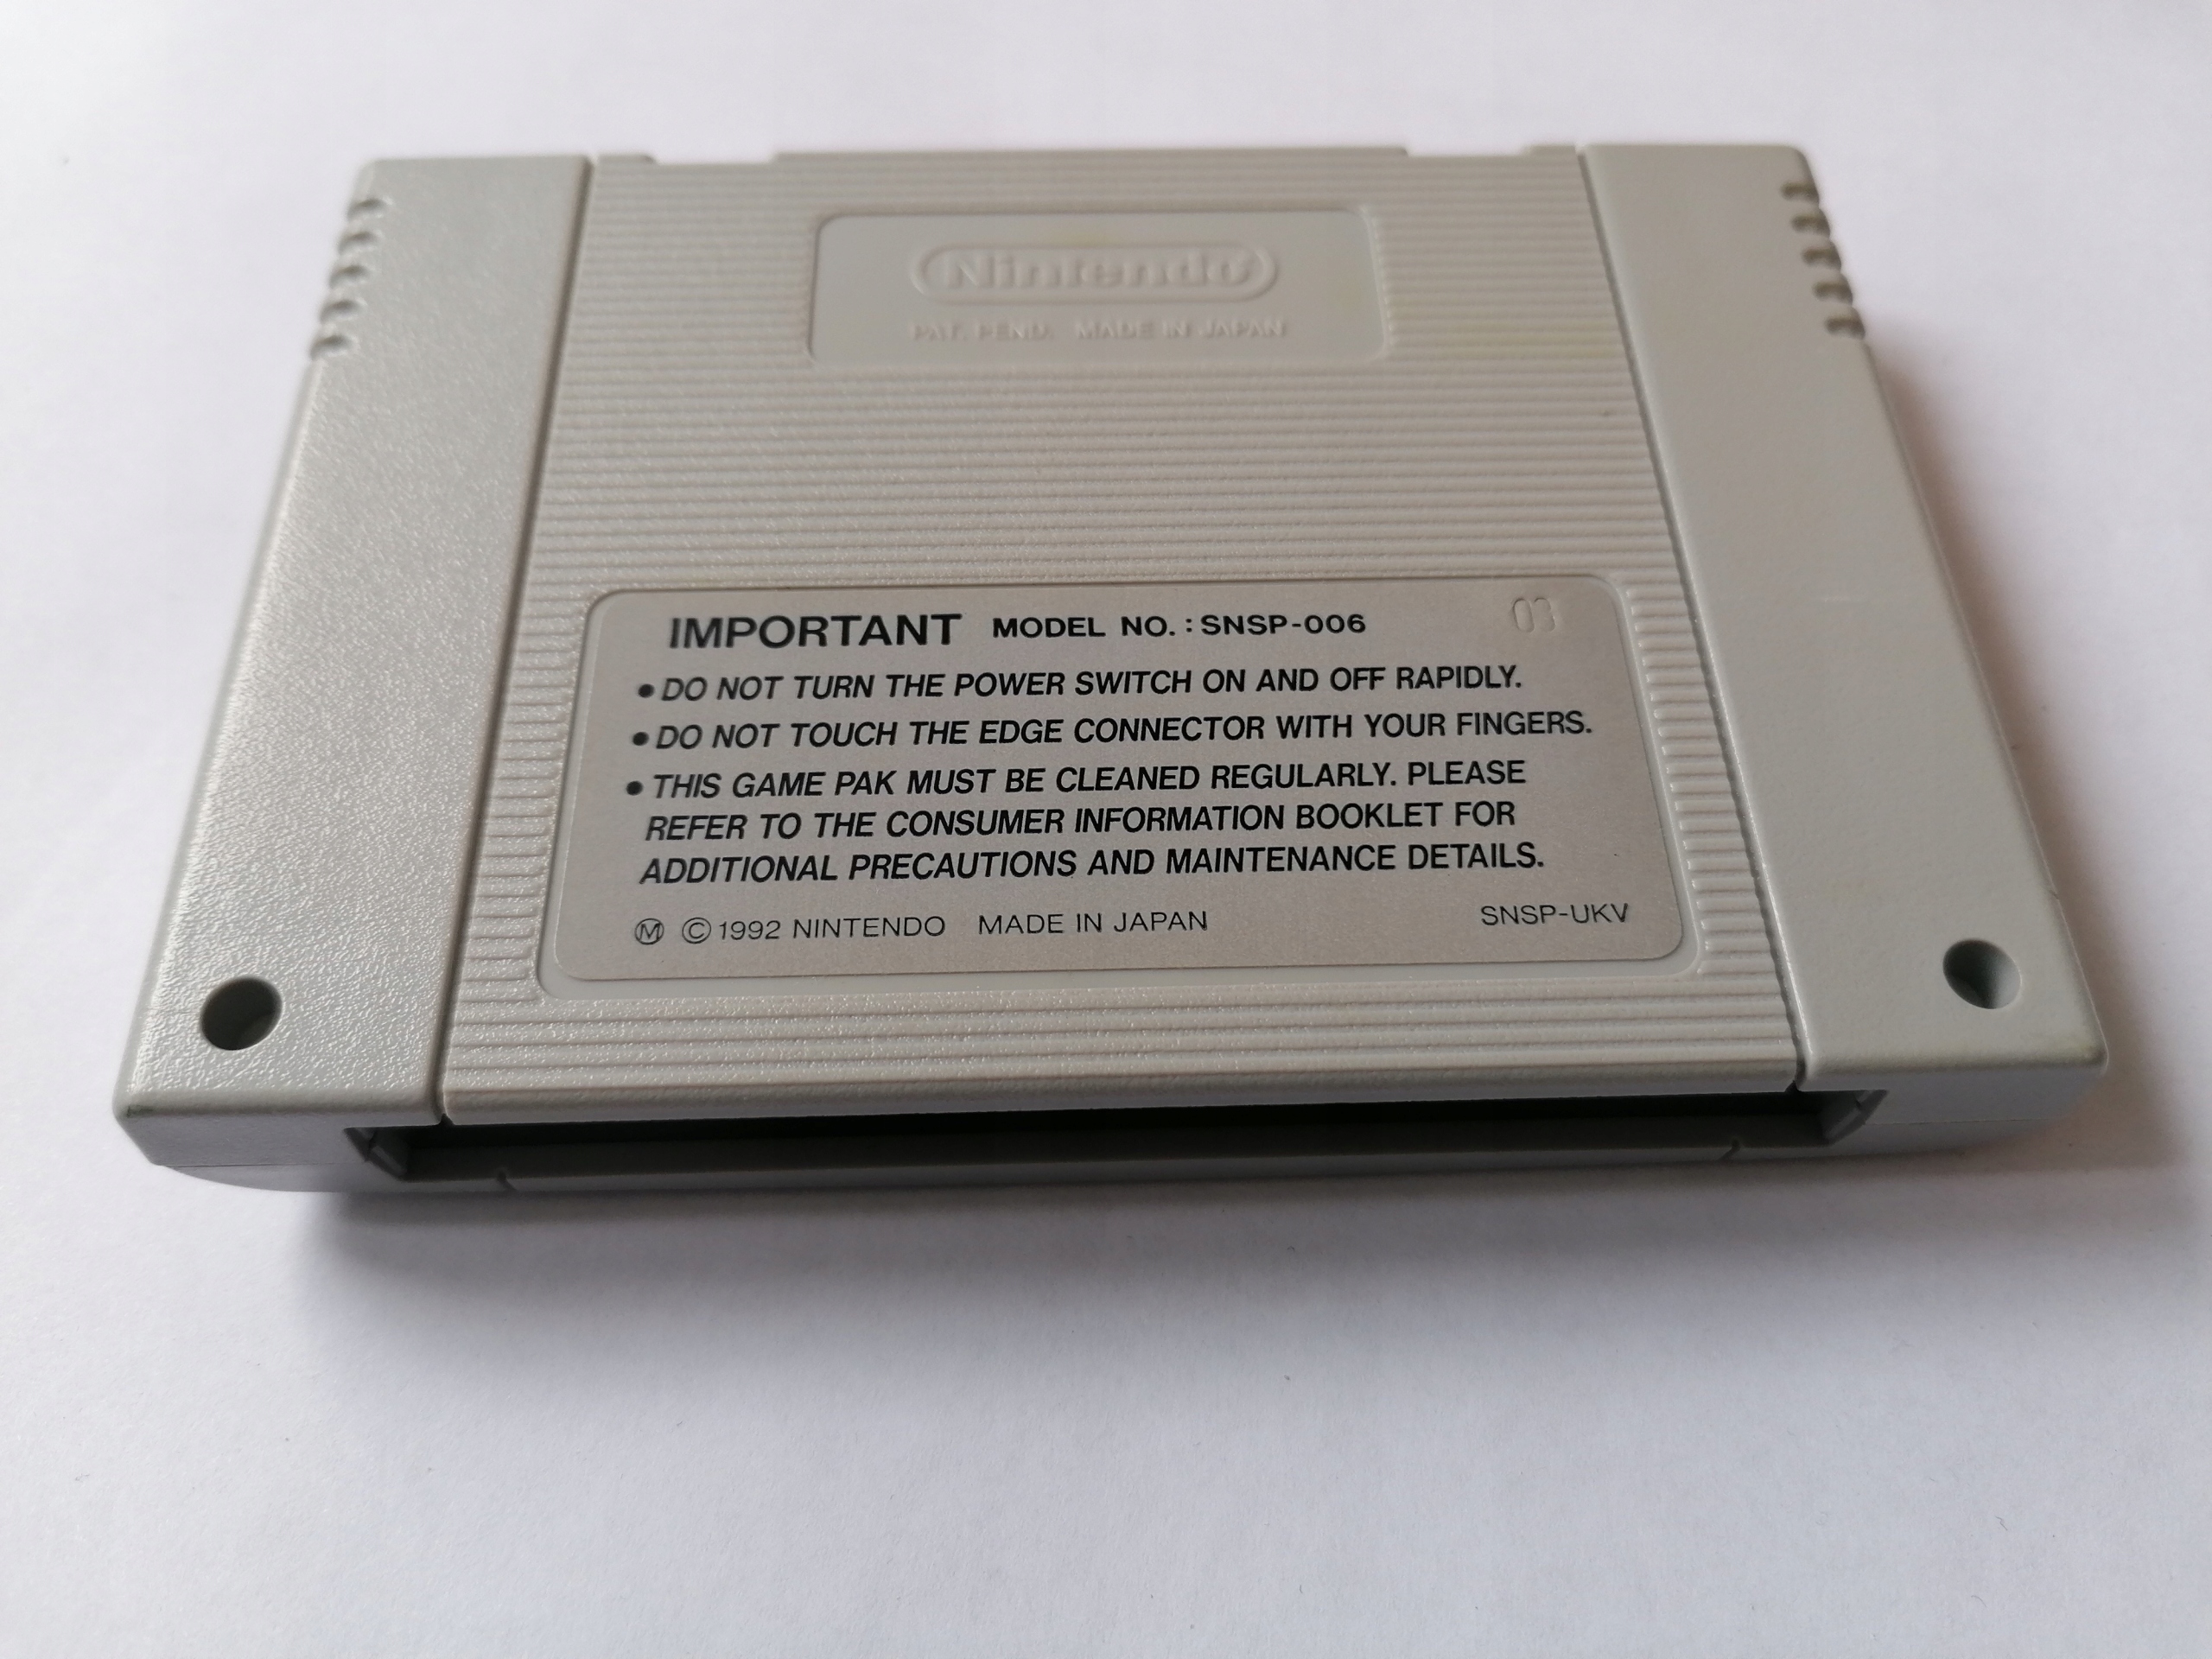 Nintendo®
PAT. PEND. MADE IN JAPAN
IMPORTANT MODEL NO. : SNSP-006
03
• DO NOT TURN THE POWER SWITCH ON AND OFF RAPIDLY.
• DO NOT TOUCH THE EDGE CONNECTOR WITH YOUR FINGERS.
• THIS GAME PAK MUST BE CLEANED REGULARLY. PLEASE
REFER TO THE CONSUMER INFORMATION BOOKLET FOR
ADDITIONAL PRECAUTIONS AND MAINTENANCE DETAILS.
Ⓜ © 1992 NINTENDO MADE IN JAPAN
SNSP-UKV